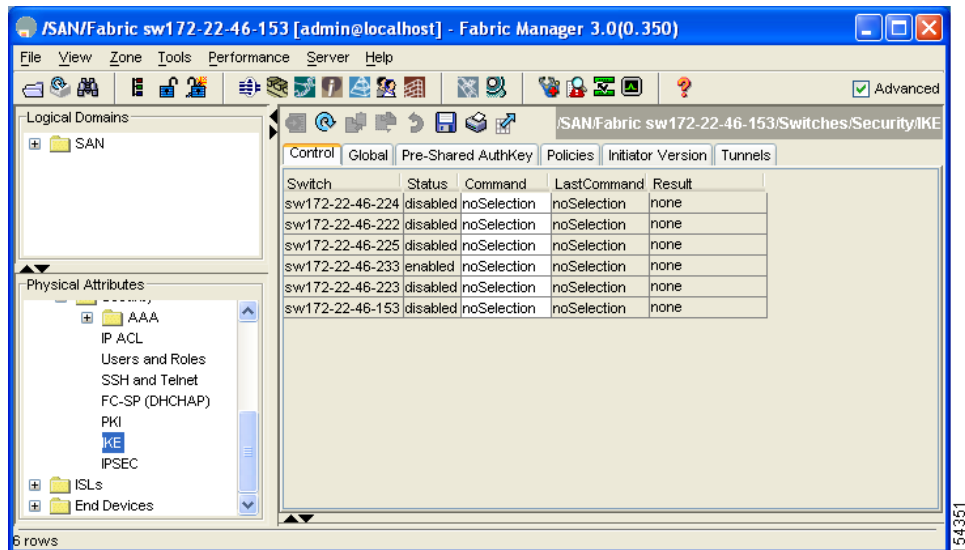 /SAN/Fabric sw172-22-46-153 [admin@localhost] - Fabric Manager 3.0(0.350)
File View Zone Tools Performance Server Help
Advanced
Logical Domains
SAN
Physical Attributes
AAA
IP ACL
Users and Roles
SSH and Telnet
FC-SP (DHCHAP)
PKI
IKE
IPSEC
ISLs
End Devices
/SAN/Fabric sw172-22-46-153/Switches/Security/IKE
Control Global Pre-Shared AuthKey Policies Initiator Version Tunnels
Switch Status Command LastCommand Result
sw172-22-46-224 disabled noSelection noSelection none
sw172-22-46-222 disabled noSelection noSelection none
sw172-22-46-225 disabled noSelection noSelection none
sw172-22-46-233 enabled noSelection noSelection none
sw172-22-46-223 disabled noSelection noSelection none
sw172-22-46-153 disabled noSelection noSelection none
6 rows
54351